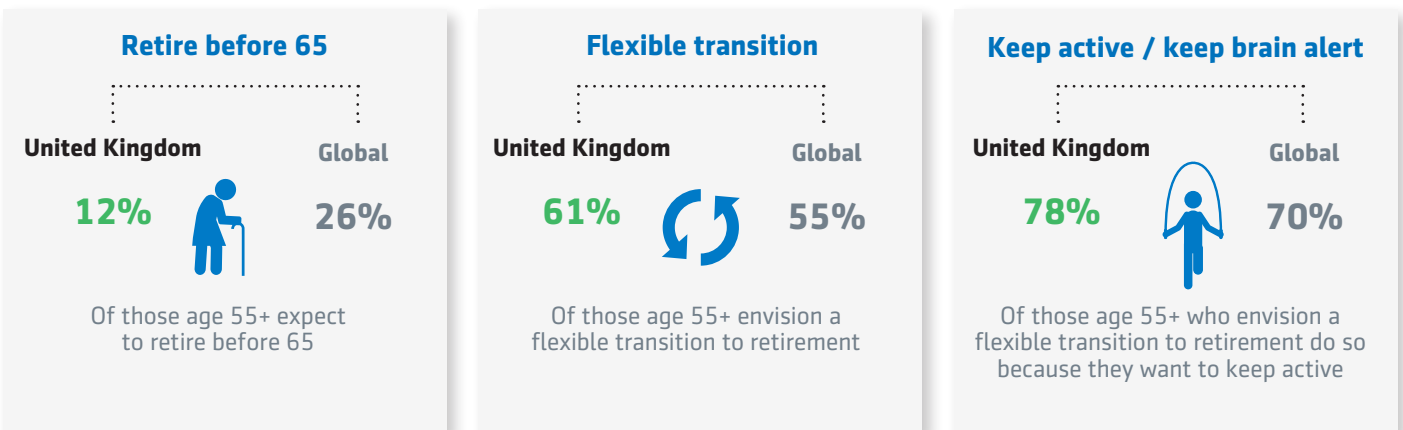 Retire before 65
United Kingdom
Global
12%
26%
Of those age 55+ expect
to retire before 65
Flexible transition
United Kingdom
Global
61%
55%
Of those age 55+ envision a
flexible transition to retirement
Keep active / keep brain alert
United Kingdom
Global
78%
70%
Of those age 55+ who envision a
flexible transition to retirement do so
because they want to keep active